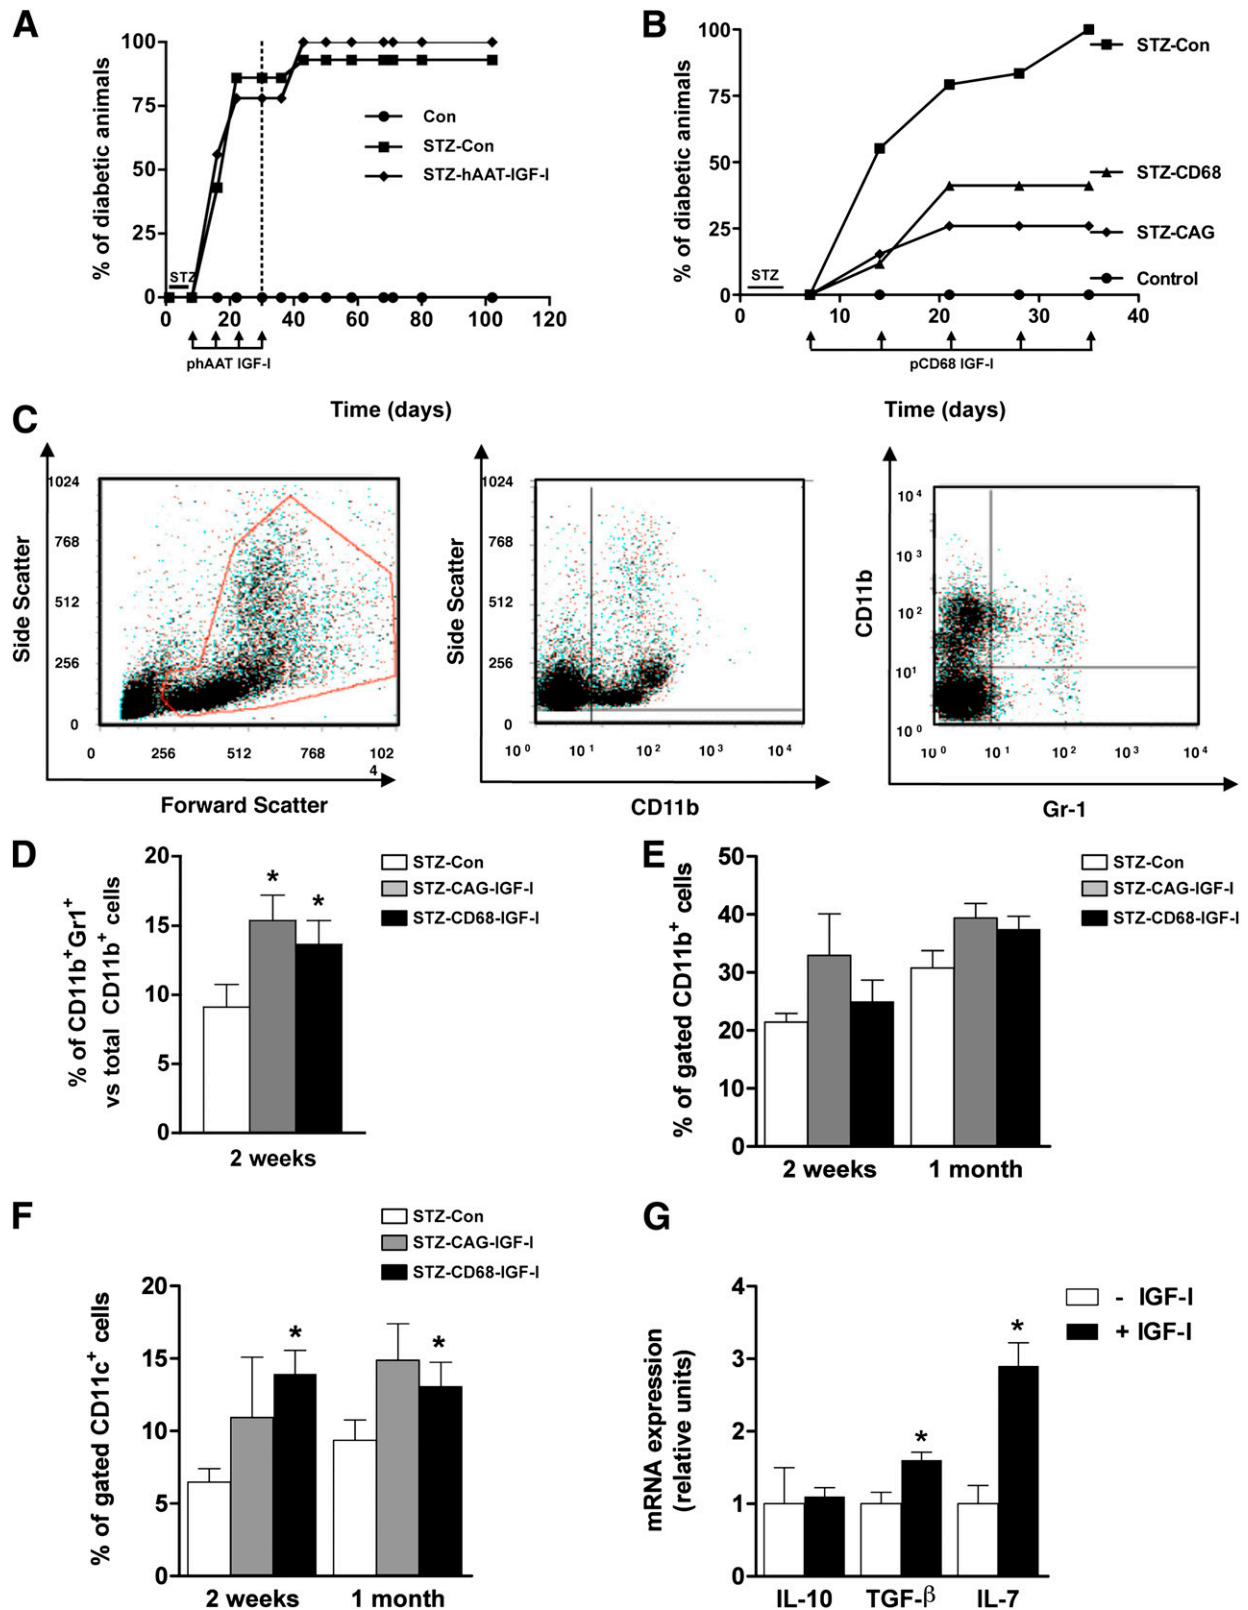 A
% of diabetic animals
100
75
50
25
0
STZ
Con
STZ-Con
STZ-hAAT-IGF-I
0 20 40 60 80 100 120
phAAT IGF-I
Time (days)
B
% of diabetic animals
100
75
50
25
0
STZ
STZ-Con
STZ-CD68
STZ-CAG
Control
0 10 20 30 40
pCD68 IGF-I
Time (days)
C
Side Scatter
1024
768
512
256
0
0 256 512 768 102
4
Forward Scatter
Side Scatter
1024
768
512
256
0
10⁰ 10¹ 10² 10³ 10⁴
CD11b
CD11b
10⁴
10³
10²
10¹
10⁰
10⁰ 10¹ 10² 10³ 10⁴
Gr-1
D
% of CD11b⁺Gr1⁺
vs total CD11b⁺ cells
20
15
10
5
0
* *
2 weeks
STZ-Con
STZ-CAG-IGF-I
STZ-CD68-IGF-I
E
% of gated CD11b⁺ cells
50
40
30
20
10
0
2 weeks 1 month
STZ-Con
STZ-CAG-IGF-I
STZ-CD68-IGF-I
F
% of gated CD11c⁺ cells
20
15
10
5
0
* *
2 weeks 1 month
STZ-Con
STZ-CAG-IGF-I
STZ-CD68-IGF-I
G
mRNA expression
(relative units)
4
3
2
1
0
* *
IL-10 TGF-β IL-7
- IGF-I
+ IGF-I